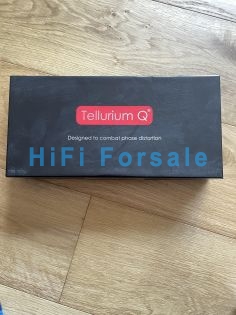 Tellurium Q®
Designed to combat phase distortion
HiFi Forsale